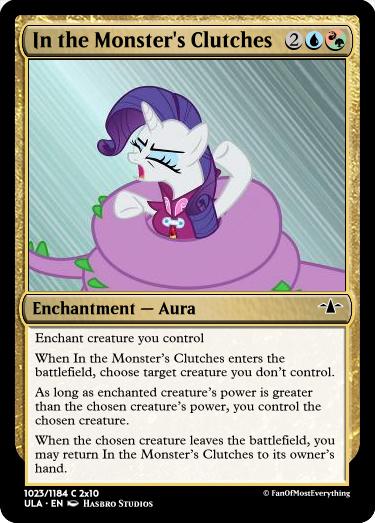 In the Monster's Clutches 2
Enchantment — Aura
Enchant creature you control
When In the Monster's Clutches enters the
battlefield, choose target creature you don't control.
As long as enchanted creature's power is greater
than the chosen creature's power, you control the
chosen creature.
When the chosen creature leaves the battlefield, you
may return In the Monster's Clutches to its owner's
hand.
1023/1184 C 2x10
ULA • EN Hasbro Studios
© FanOfMostEverything